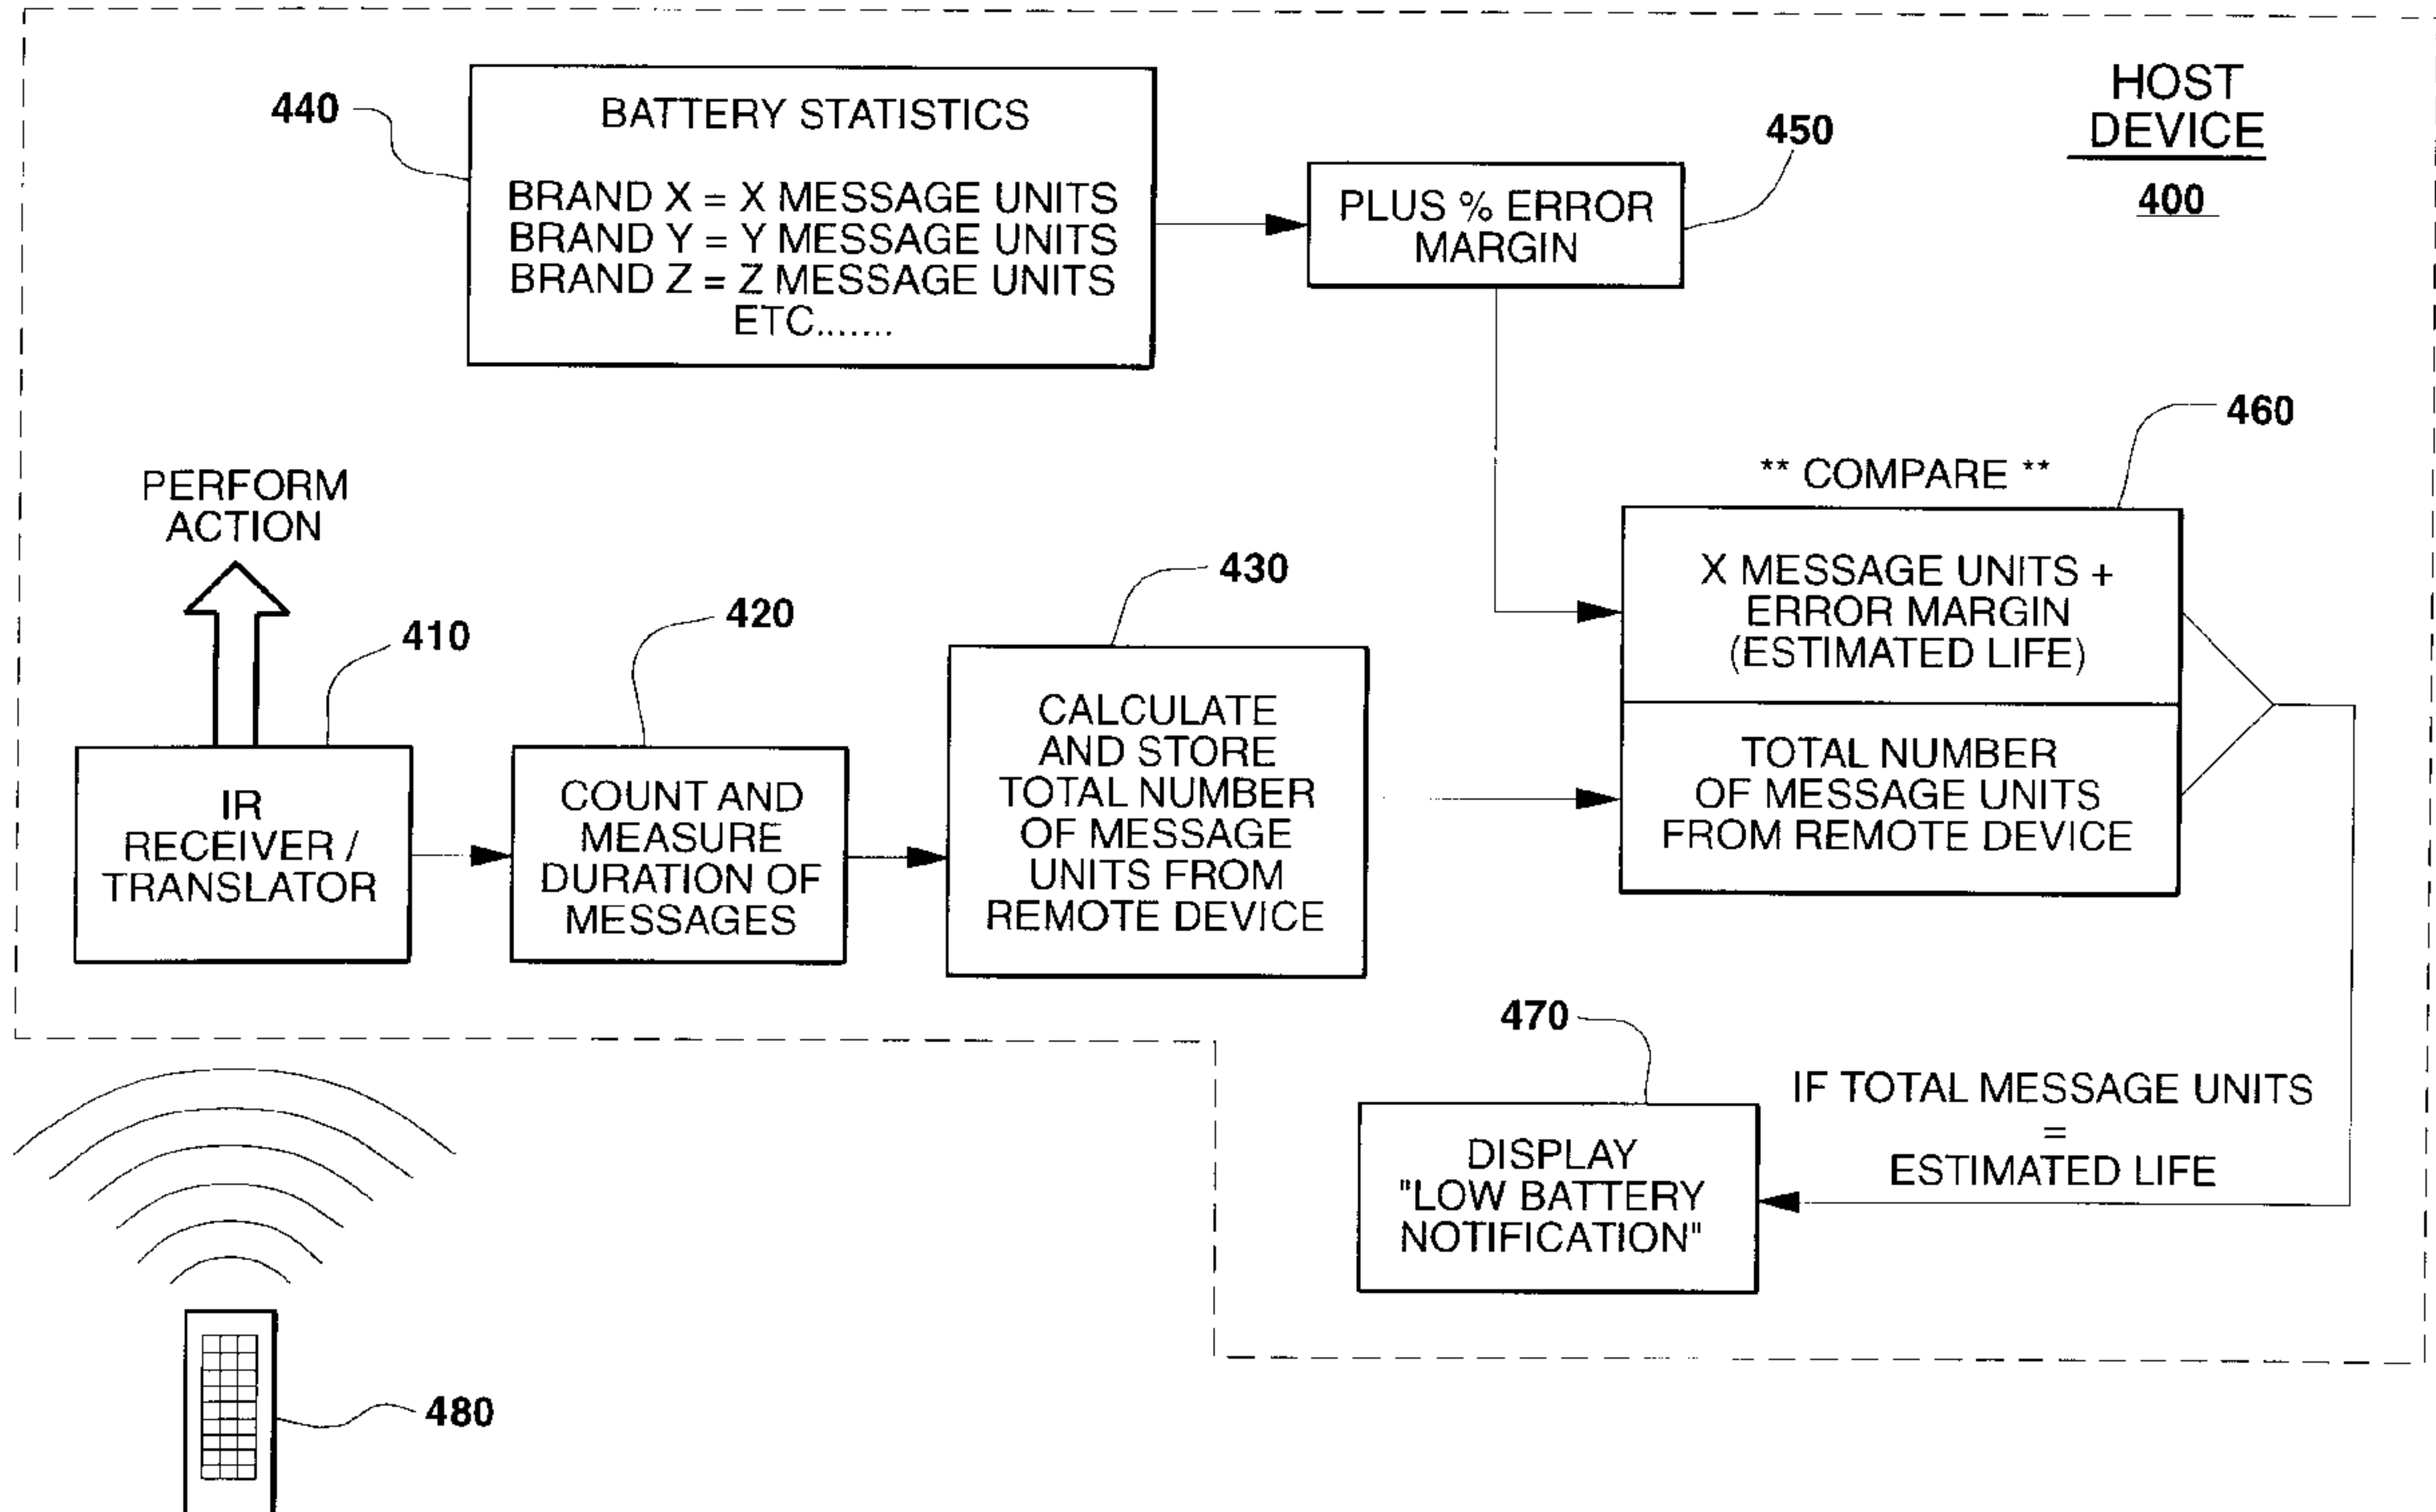 HOST
DEVICE
400
440
BATTERY STATISTICS
BRAND X = X MESSAGE UNITS
BRAND Y = Y MESSAGE UNITS
BRAND Z = Z MESSAGE UNITS
ETC.......
450
PLUS % ERROR
MARGIN
460
** COMPARE **
X MESSAGE UNITS +
ERROR MARGIN
(ESTIMATED LIFE)
TOTAL NUMBER
OF MESSAGE UNITS
FROM REMOTE DEVICE
PERFORM
ACTION
410
IR
RECEIVER /
TRANSLATOR
420
COUNT AND
MEASURE
DURATION OF
MESSAGES
430
CALCULATE
AND STORE
TOTAL NUMBER
OF MESSAGE
UNITS FROM
REMOTE DEVICE
470
IF TOTAL MESSAGE UNITS
=
ESTIMATED LIFE
DISPLAY
"LOW BATTERY
NOTIFICATION"
480